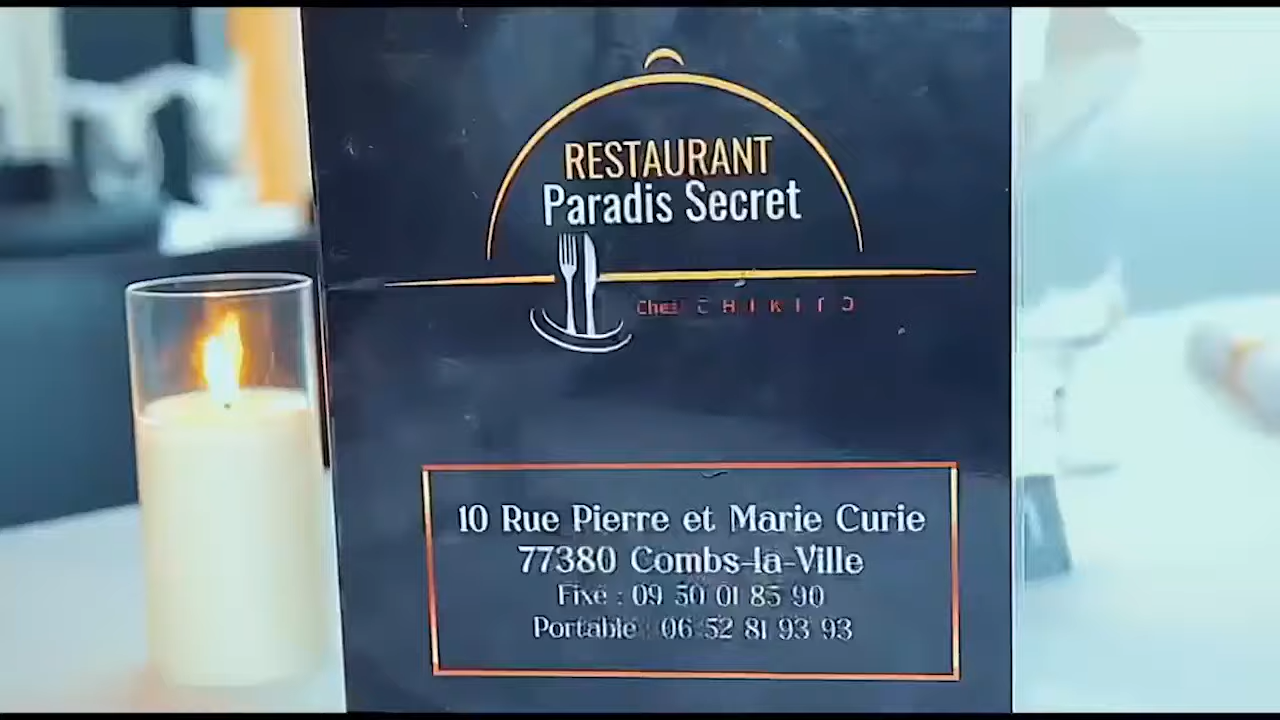 RESTAURANT
Paradis Secret
Chez CHIKITO
10 Rue Pierre et Marie Curie
77380 Combs-la-Ville
Fixe : 09 50 01 85 90
Portable : 06 52 81 93 93